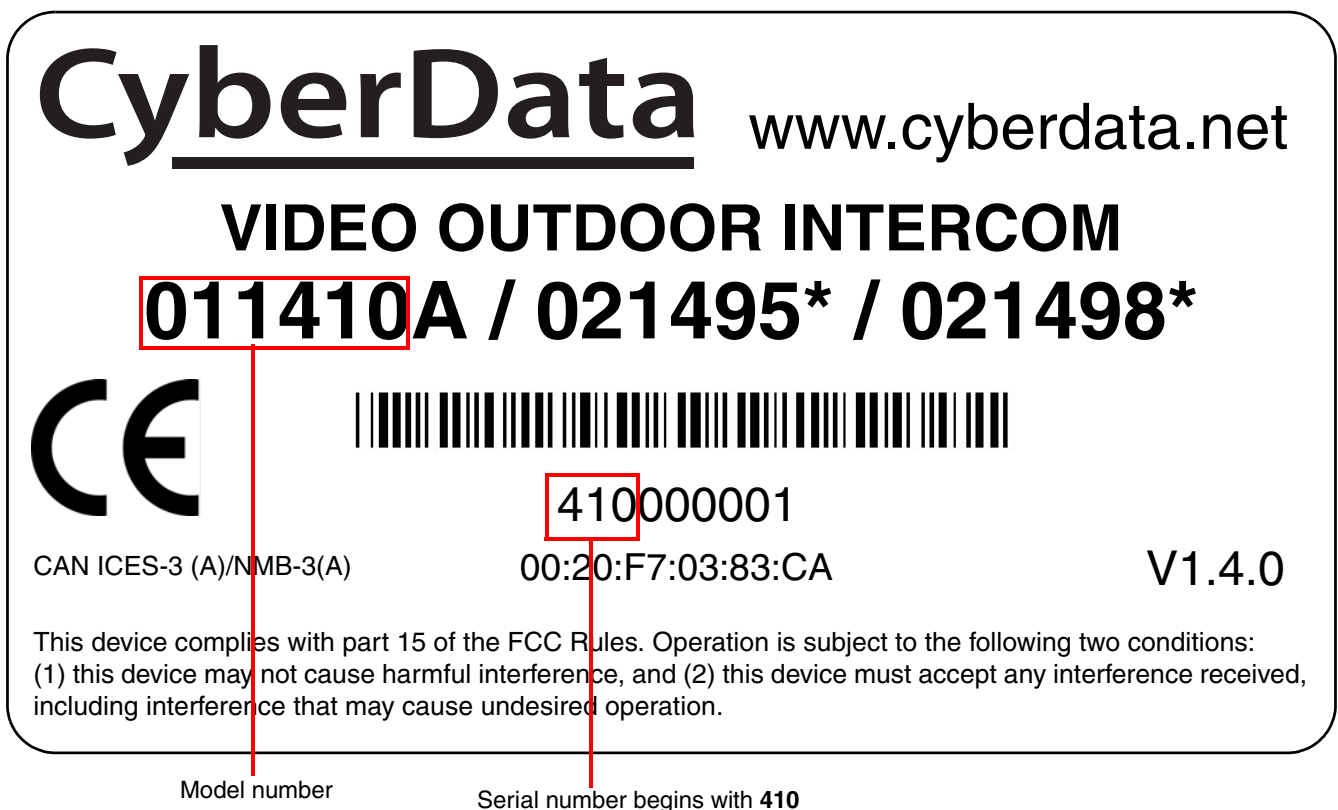 CyberData www.cyberdata.net
VIDEO OUTDOOR INTERCOM
011410A / 021495* / 021498*
CE
410000001
CAN ICES-3 (A)/NMB-3(A) 00:20:F7:03:83:CA V1.4.0
This device complies with part 15 of the FCC Rules. Operation is subject to the following two conditions:
(1) this device may not cause harmful interference, and (2) this device must accept any interference received,
including interference that may cause undesired operation.
Model number
Serial number begins with 410